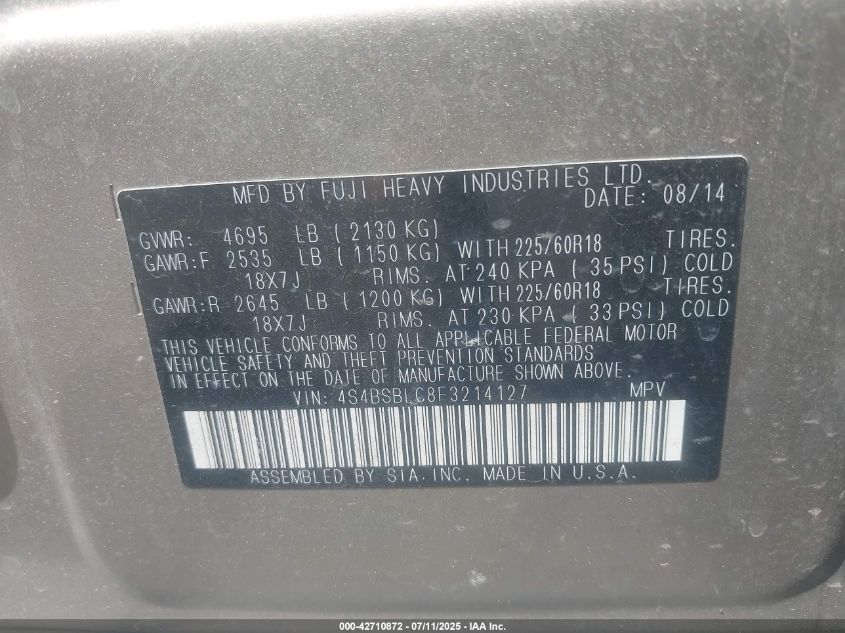 MFD BY FUJI HEAVY INDUSTRIES LTD.
DATE: 08/14
GVWR: 4695 LB ( 2130 KG)
GAWR:F 2535 LB ( 1150 KG) WITH 225/60R18 TIRES.
18X7J RIMS. AT 240 KPA ( 35 PSI) COLD
GAWR:R 2645 LB ( 1200 KG) WITH 225/60R18 TIRES.
18X7J RIMS. AT 230 KPA ( 33 PSI) COLD
THIS VEHICLE CONFORMS TO ALL APPLICABLE FEDERAL MOTOR
VEHICLE SAFETY AND THEFT PREVENTION STANDARDS
IN EFFECT ON THE DATE OF MANUFACTURE SHOWN ABOVE.
VIN: 4S4BSBLC8F3214127 MPV
ASSEMBLED BY SIA.INC. MADE IN U.S.A.
000-42710872 - 07/11/2025 - IAA Inc.